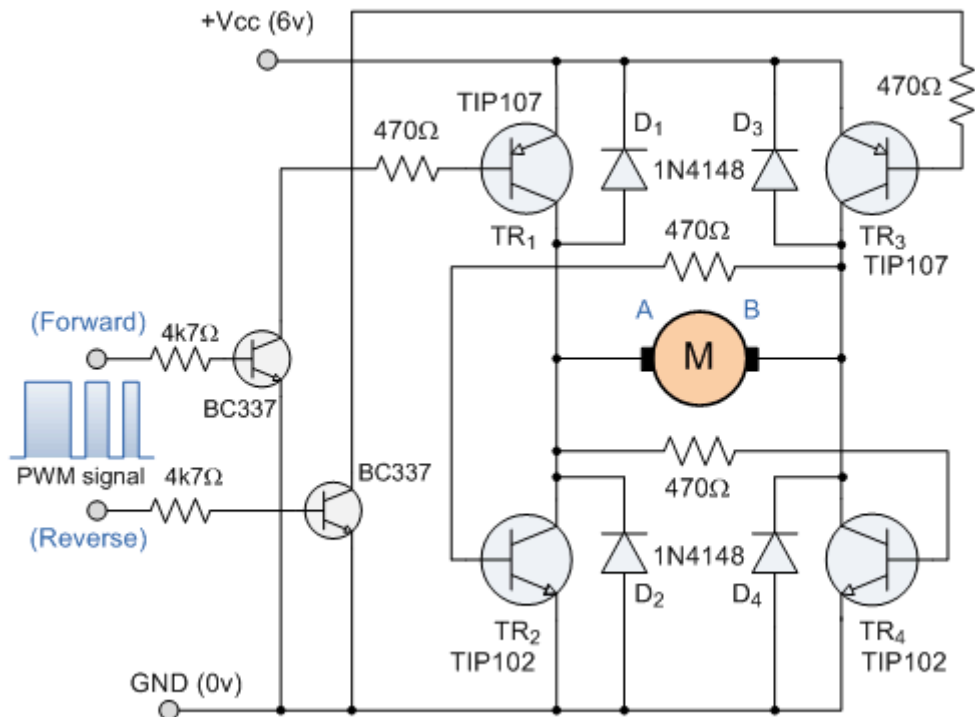 +Vcc (6v)
TIP107
470Ω
470Ω
D₁
D₃
1N4148
TR₁
TR₃
TIP107
470Ω
A
B
M
(Forward)
4k7Ω
BC337
PWM signal
4k7Ω
BC337
(Reverse)
470Ω
1N4148
D₂
D₄
TR₂
TIP102
TR₄
TIP102
GND (0v)